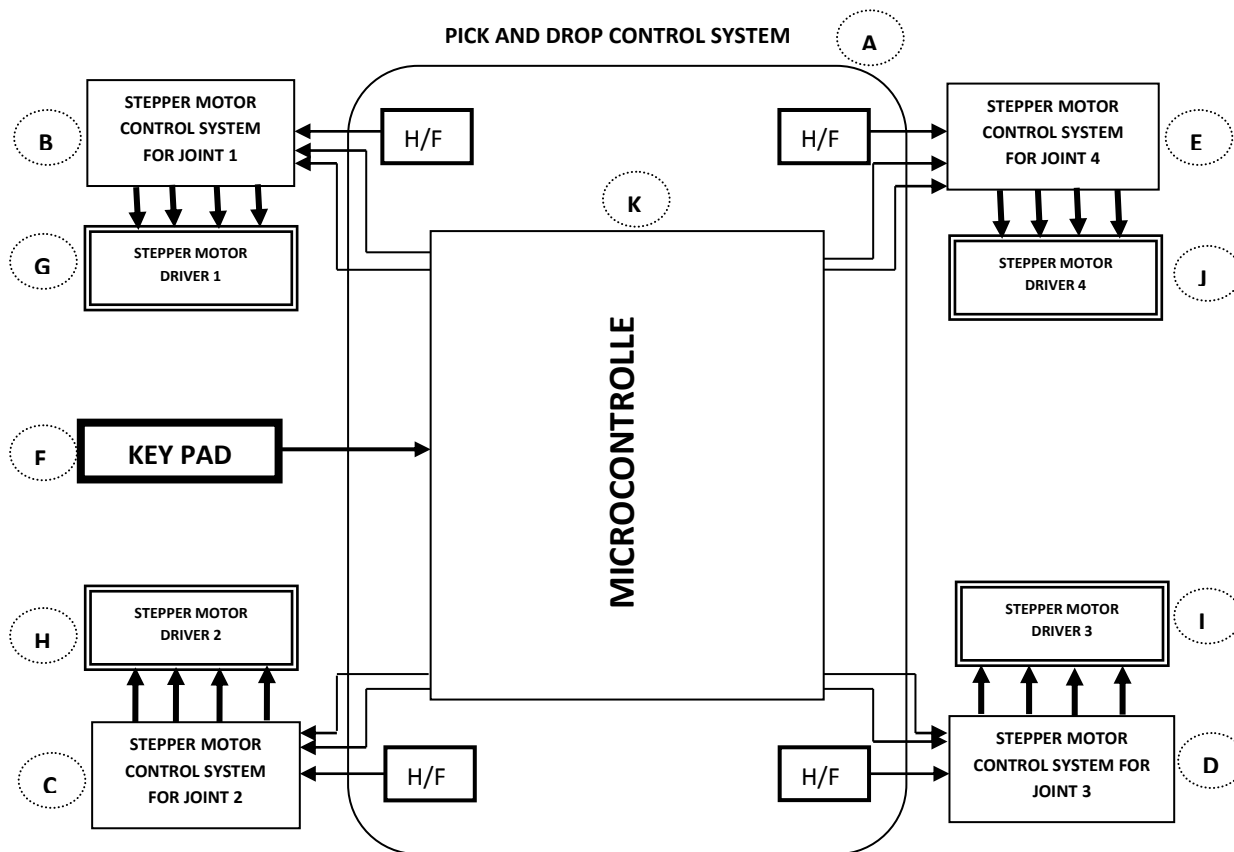 PICK AND DROP CONTROL SYSTEM
A
STEPPER MOTOR
CONTROL SYSTEM
FOR JOINT 1
B
H/F
H/F
STEPPER MOTOR
CONTROL SYSTEM
FOR JOINT 4
E
K
G
STEPPER MOTOR
DRIVER 1
STEPPER MOTOR
DRIVER 4
J
MICROCONTROLLE
F
KEY PAD
H
STEPPER MOTOR
DRIVER 2
STEPPER MOTOR
DRIVER 3
I
C
STEPPER MOTOR
CONTROL SYSTEM
FOR JOINT 2
H/F
H/F
STEPPER MOTOR
CONTROL SYSTEM FOR
JOINT 3
D